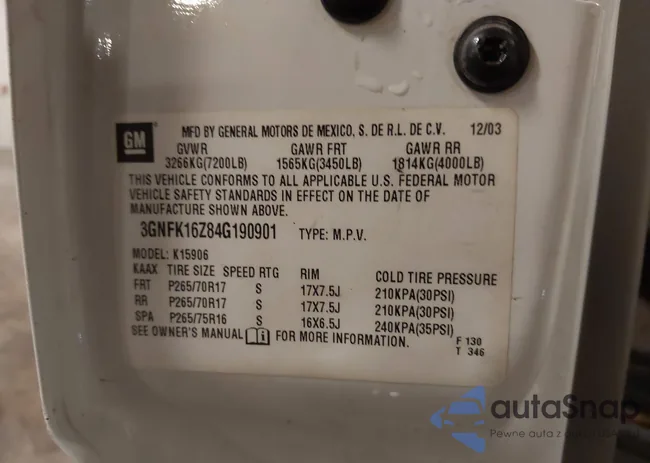 GM
MFD BY GENERAL MOTORS DE MEXICO, S. DE R.L. DE C.V. 12/03
GVWR GAWR FRT GAWR RR
3266KG(7200LB) 1565KG(3450LB) 1814KG(4000LB)
THIS VEHICLE CONFORMS TO ALL APPLICABLE U.S. FEDERAL MOTOR
VEHICLE SAFETY STANDARDS IN EFFECT ON THE DATE OF
MANUFACTURE SHOWN ABOVE.
3GNFK16Z84G190901 TYPE: M.P.V.
MODEL: K15906
KAAX TIRE SIZE SPEED RTG RIM COLD TIRE PRESSURE
FRT P265/70R17 S 17X7.5J 210KPA(30PSI)
RR P265/70R17 S 17X7.5J 210KPA(30PSI)
SPA P265/75R16 S 16X6.5J 240KPA(35PSI)
SEE OWNER'S MANUAL i FOR MORE INFORMATION.
F 130
T 346
autaSnap
Pewne auta z